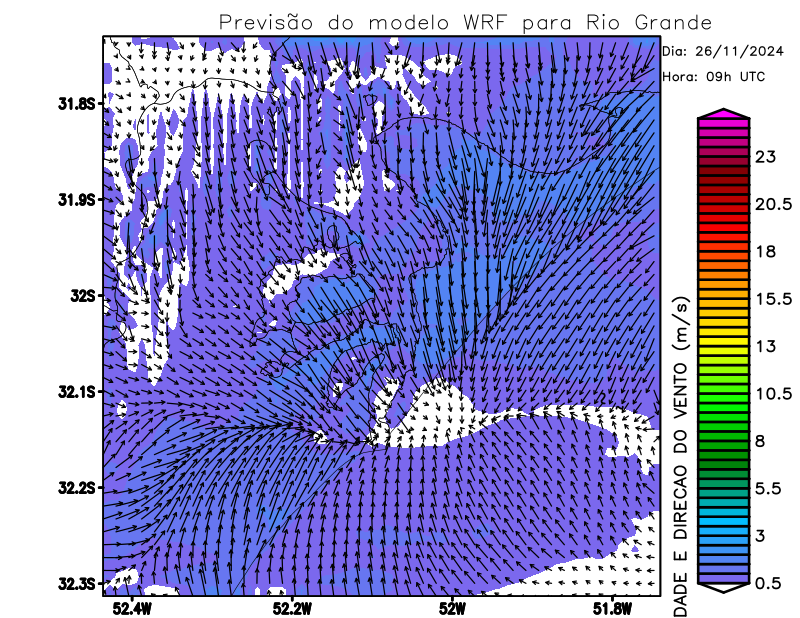 Previsão do modelo WRF para Rio Grande
Dia: 26/11/2024
Hora: 09h UTC
31.8S
31.9S
32S
32.1S
32.2S
32.3S
52.4W
52.2W
52W
51.8W
23
20.5
18
15.5
13
10.5
8
5.5
3
0.5
DADE E DIRECAO DO VENTO (m/s)